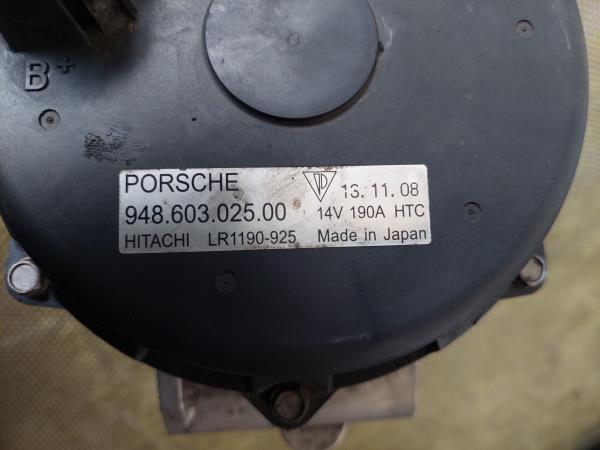 B+
PORSCHE 13.11.08
948.603.025.00 14V 190A HTC
HITACHI LR1190-925 Made in Japan